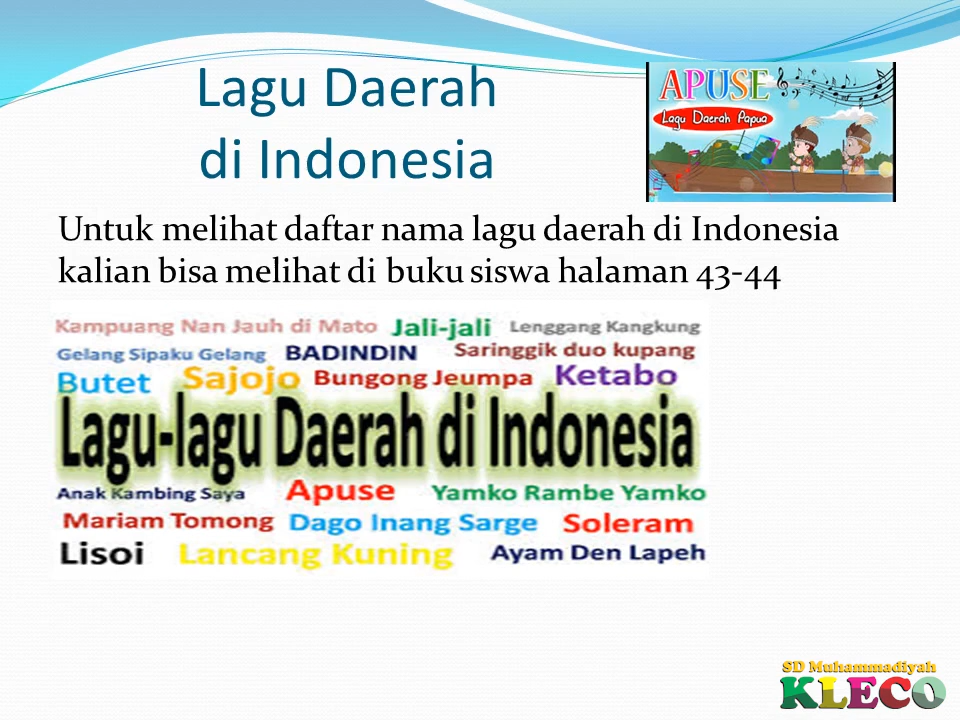 Lagu Daerah
di Indonesia
APUSE
Lagu Daerah Papua
Untuk melihat daftar nama lagu daerah di Indonesia
kalian bisa melihat di buku siswa halaman 43-44
Kampuang Nan Jauh di Mato Jali-jali Lenggang Kangkung
Gelang Sipaku Gelang BADINDIN Saringgik duo kupang
Butet Sajojo Bungong Jeumpa Ketabo
Lagu-lagu Daerah di Indonesia
Anak Kambing Saya Apuse Yamko Rambe Yamko
Mariam Tomong Dago Inang Sarge Soleram
Lisoi Lancang Kuning Ayam Den Lapeh
SD Muhammadiyah
KLECO